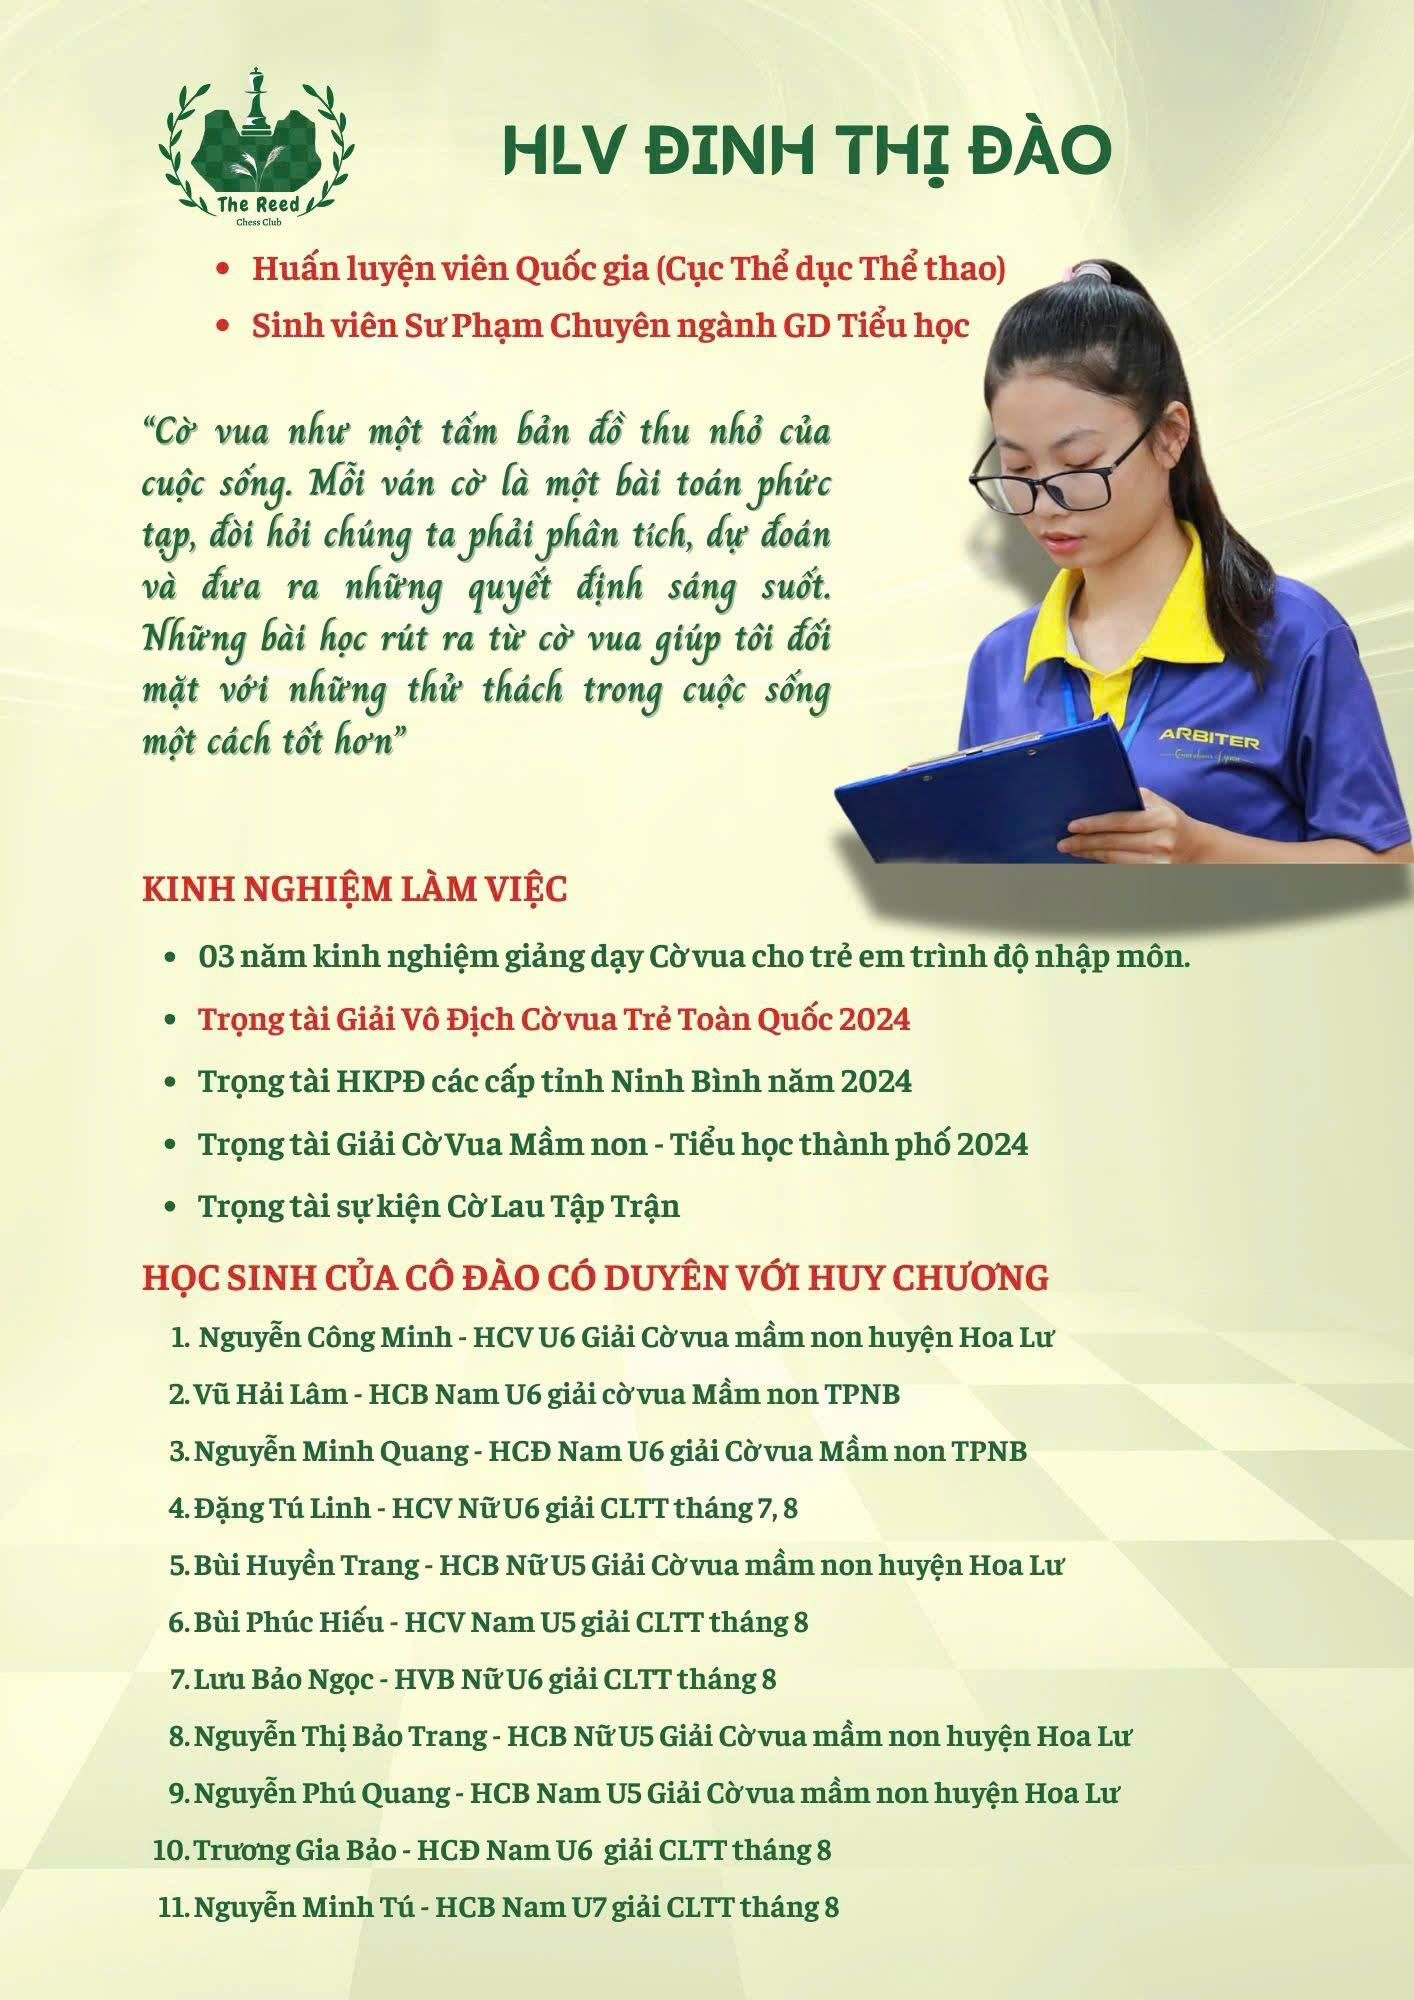 The Reed
Chess Club
HLV ĐINH THỊ ĐÀO
• Huấn luyện viên Quốc gia (Cục Thể dục Thể thao)
• Sinh viên Sư Phạm Chuyên ngành GD Tiểu học
“Cờ vua như một tấm bản đồ thu nhỏ của
cuộc sống. Mỗi ván cờ là một bài toán phức
tạp, đòi hỏi chúng ta phải phân tích, dự đoán
và đưa ra những quyết định sáng suốt.
Những bài học rút ra từ cờ vua giúp tôi đối
mặt với những thử thách trong cuộc sống
một cách tốt hơn”
ARBITER
KINH NGHIỆM LÀM VIỆC
• 03 năm kinh nghiệm giảng dạy Cờ vua cho trẻ em trình độ nhập môn.
• Trọng tài Giải Vô Địch Cờ vua Trẻ Toàn Quốc 2024
• Trọng tài HKPĐ các cấp tỉnh Ninh Bình năm 2024
• Trọng tài Giải Cờ Vua Mầm non - Tiểu học thành phố 2024
• Trọng tài sự kiện Cờ Lau Tập Trận
HỌC SINH CỦA CÔ ĐÀO CÓ DUYÊN VỚI HUY CHƯƠNG
1. Nguyễn Công Minh - HCV U6 Giải Cờ vua mầm non huyện Hoa Lư
2. Vũ Hải Lâm - HCB Nam U6 giải cờ vua Mầm non TPNB
3. Nguyễn Minh Quang - HCĐ Nam U6 giải Cờ vua Mầm non TPNB
4. Đặng Tú Linh - HCV Nữ U6 giải CLTT tháng 7, 8
5. Bùi Huyền Trang - HCB Nữ U5 Giải Cờ vua mầm non huyện Hoa Lư
6. Bùi Phúc Hiếu - HCV Nam U5 giải CLTT tháng 8
7. Lưu Bảo Ngọc - HVB Nữ U6 giải CLTT tháng 8
8. Nguyễn Thị Bảo Trang - HCB Nữ U5 Giải Cờ vua mầm non huyện Hoa Lư
9. Nguyễn Phú Quang - HCB Nam U5 Giải Cờ vua mầm non huyện Hoa Lư
10. Trương Gia Bảo - HCĐ Nam U6 giải CLTT tháng 8
11. Nguyễn Minh Tú - HCB Nam U7 giải CLTT tháng 8